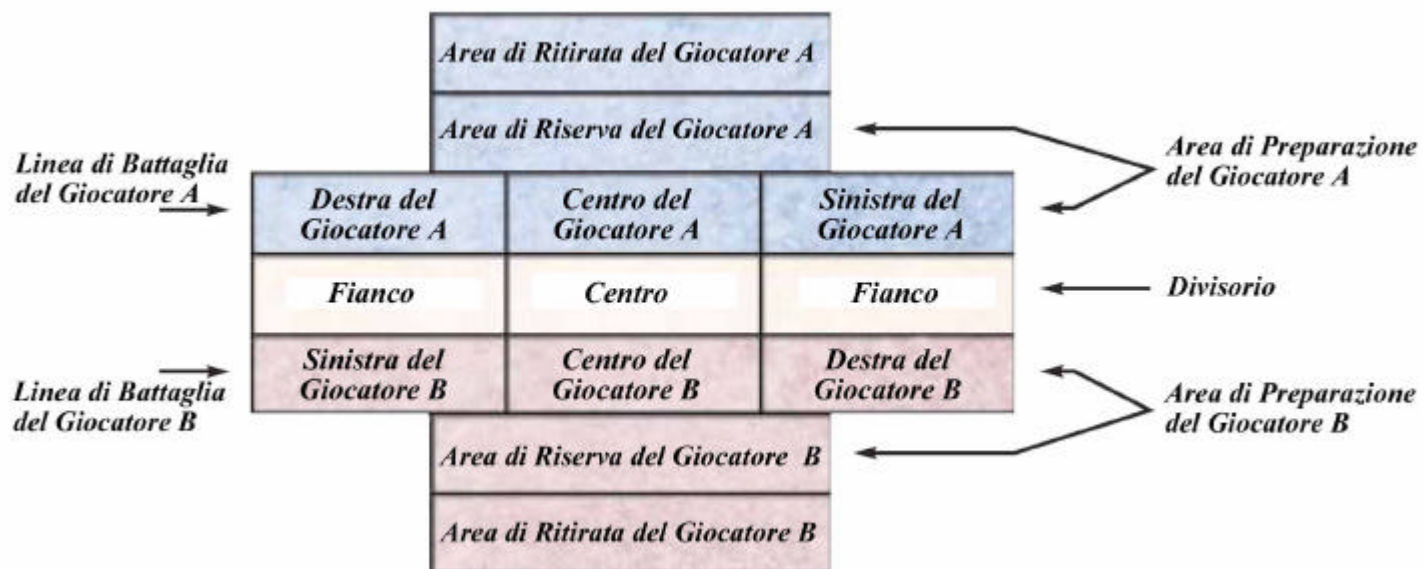 Area di Ritirata del Giocatore A
Area di Riserva del Giocatore A
Linea di Battaglia
del Giocatore A
Area di Preparazione
del Giocatore A
Destra del
Giocatore A
Centro del
Giocatore A
Sinistra del
Giocatore A
Fianco
Centro
Fianco
Divisorio
Sinistra del
Giocatore B
Centro del
Giocatore B
Destra del
Giocatore B
Linea di Battaglia
del Giocatore B
Area di Preparazione
del Giocatore B
Area di Riserva del Giocatore B
Area di Ritirata del Giocatore B